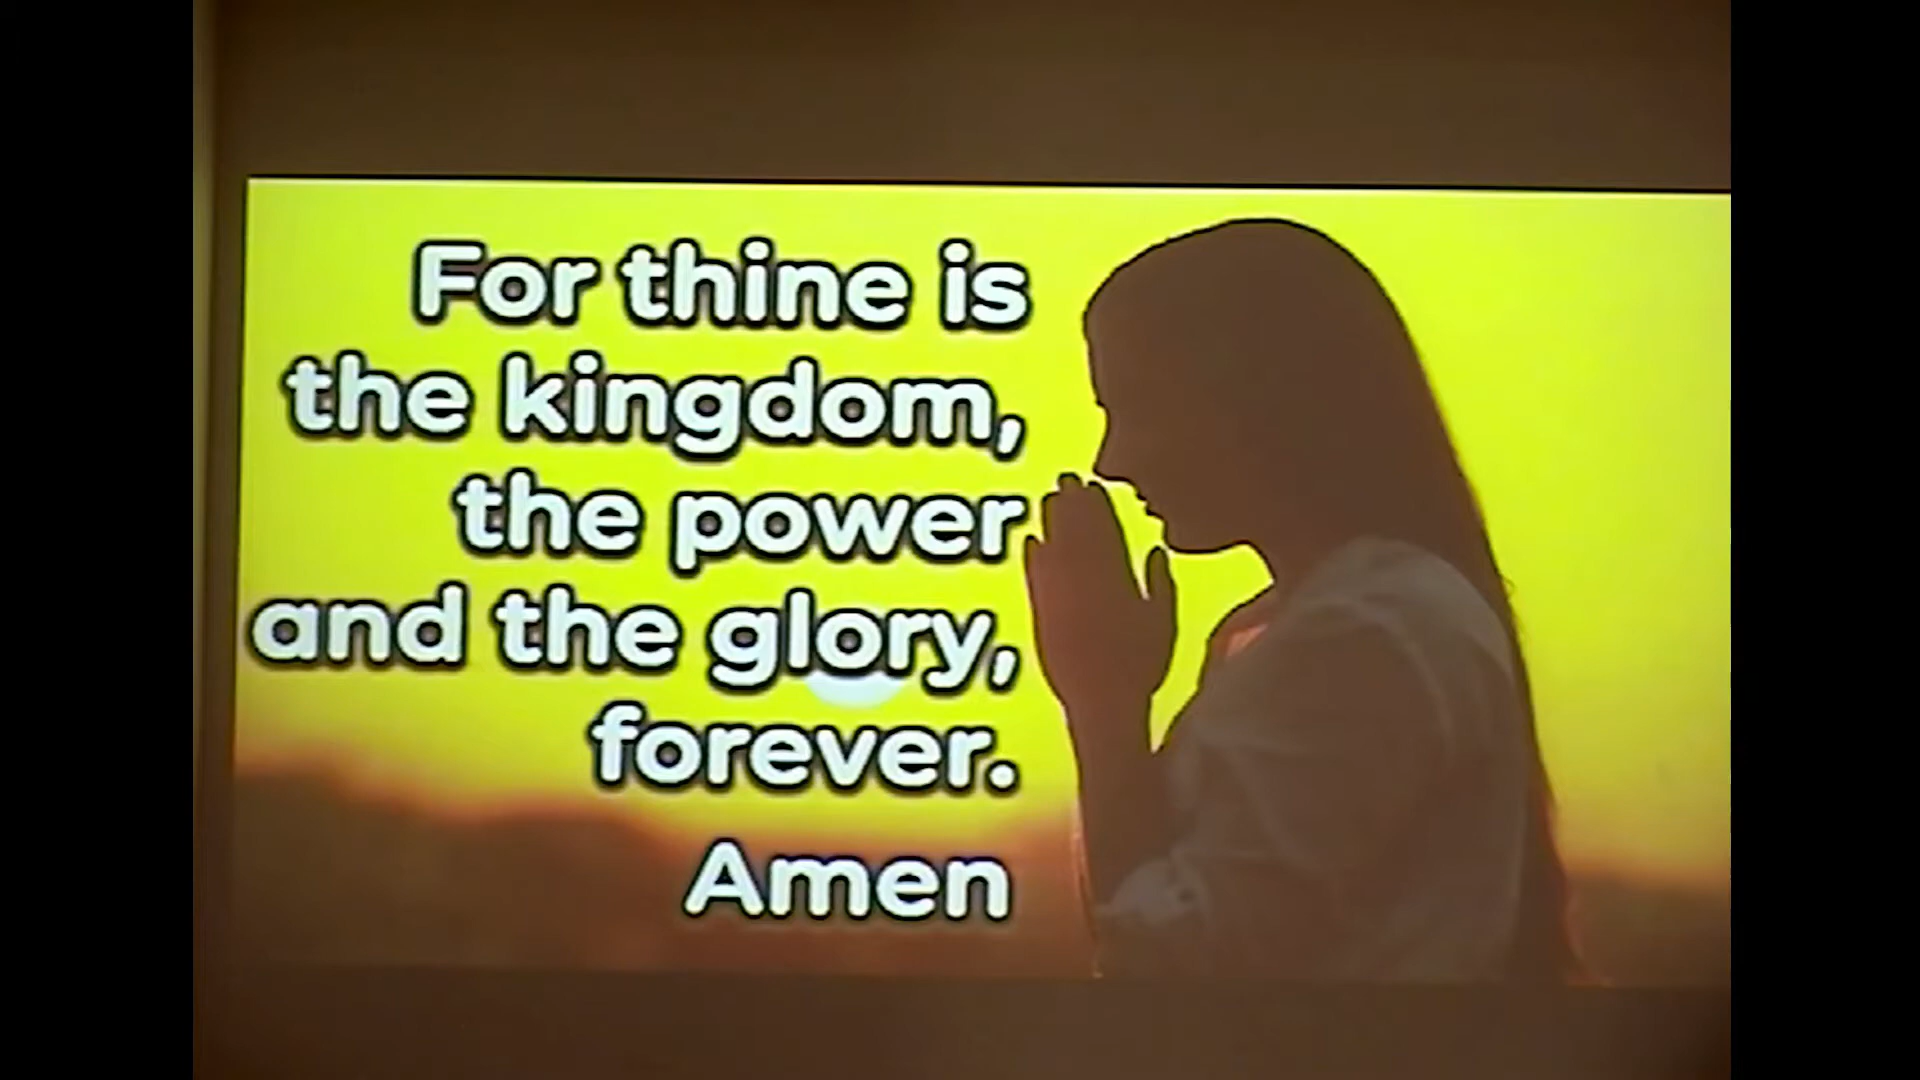 For thine is
the kingdom,
the power
and the glory,
forever.
Amen